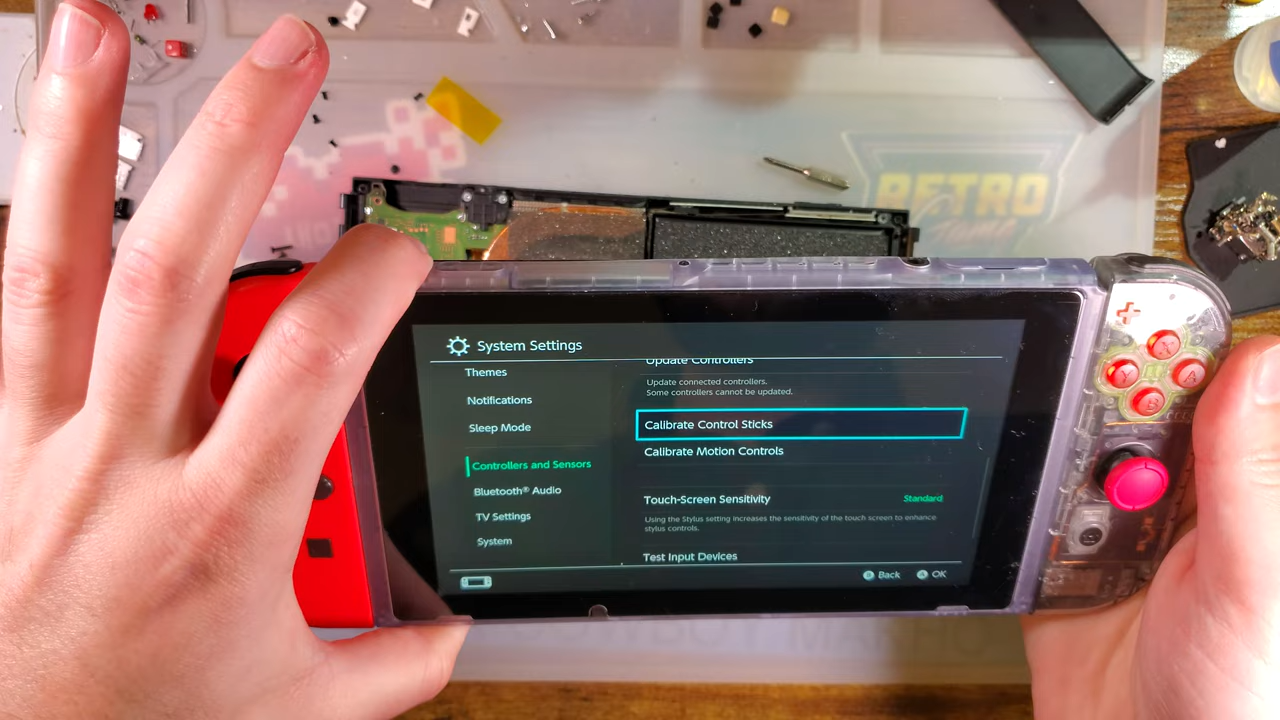 RETRO
Game
System Settings
Themes
Notifications
Sleep Mode
Controllers and Sensors
Bluetooth® Audio
TV Settings
System
Update Controllers
Update connected controllers.
Some controllers cannot be updated.
Calibrate Control Sticks
Calibrate Motion Controls
Touch-Screen Sensitivity
Standard
Using the Stylus setting increases the sensitivity of the touch screen to enhance
stylus controls.
Test Input Devices
B Back
A OK
X
Y
A
B